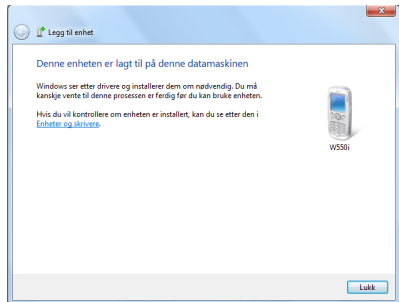 Legg til enhet
Denne enheten er lagt til på denne datamaskinen
Windows ser etter drivere og installerer dem om nødvendig. Du må
kanskje vente til denne prosessen er ferdig før du kan bruke enheten.
Hvis du vil kontrollere om enheten er installert, kan du se etter den i
Enheter og skrivere.
W550i
Lukk